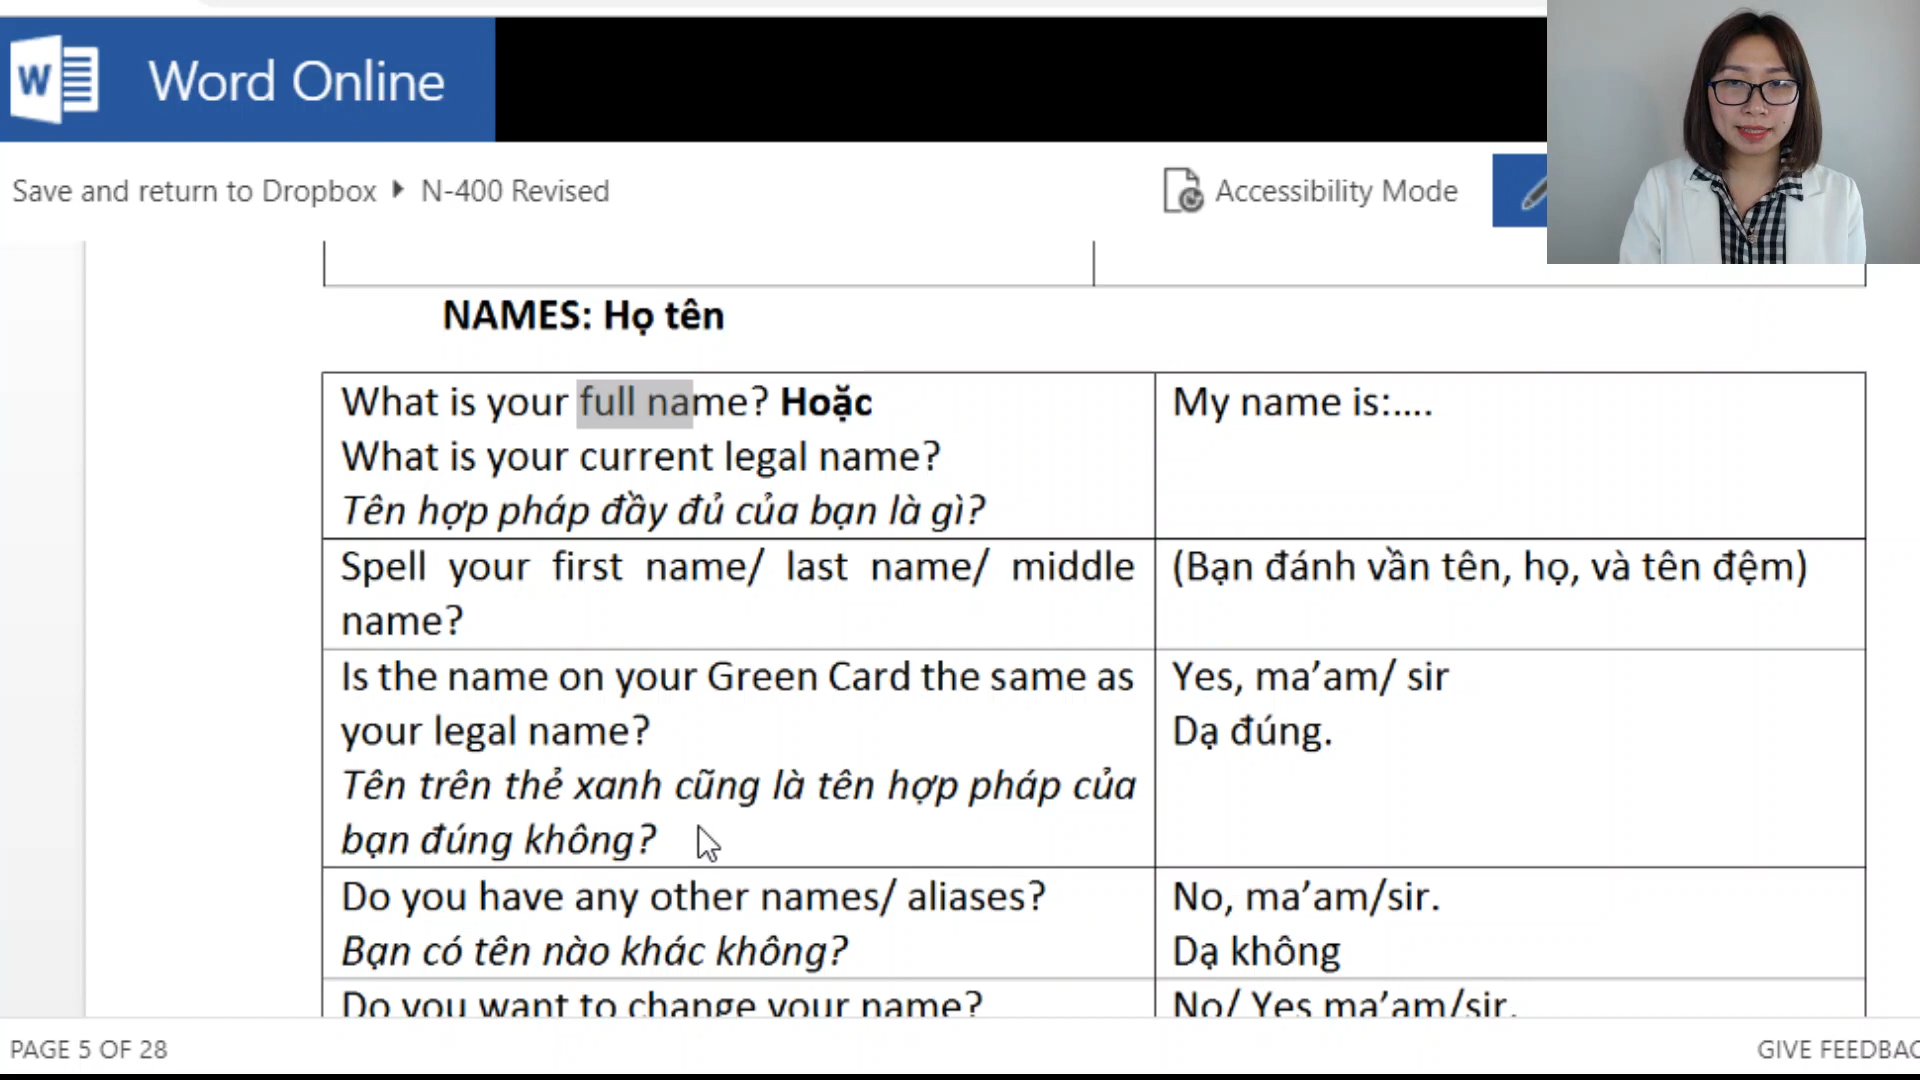 W Word Online
Save and return to Dropbox ▸ N-400 Revised
Accessibility Mode
NAMES: Họ tên
What is your full name? Hoặc
What is your current legal name?
Tên hợp pháp đầy đủ của bạn là gì?
My name is:....
Spell your first name/ last name/ middle
name?
(Bạn đánh vần tên, họ, và tên đệm)
Is the name on your Green Card the same as
your legal name?
Tên trên thẻ xanh cũng là tên hợp pháp của
bạn đúng không?
Yes, ma’am/ sir
Dạ đúng.
Do you have any other names/ aliases?
Bạn có tên nào khác không?
No, ma’am/sir.
Dạ không
Do you want to change your name?
No/ Yes ma’am/sir.
PAGE 5 OF 28
GIVE FEEDBAC